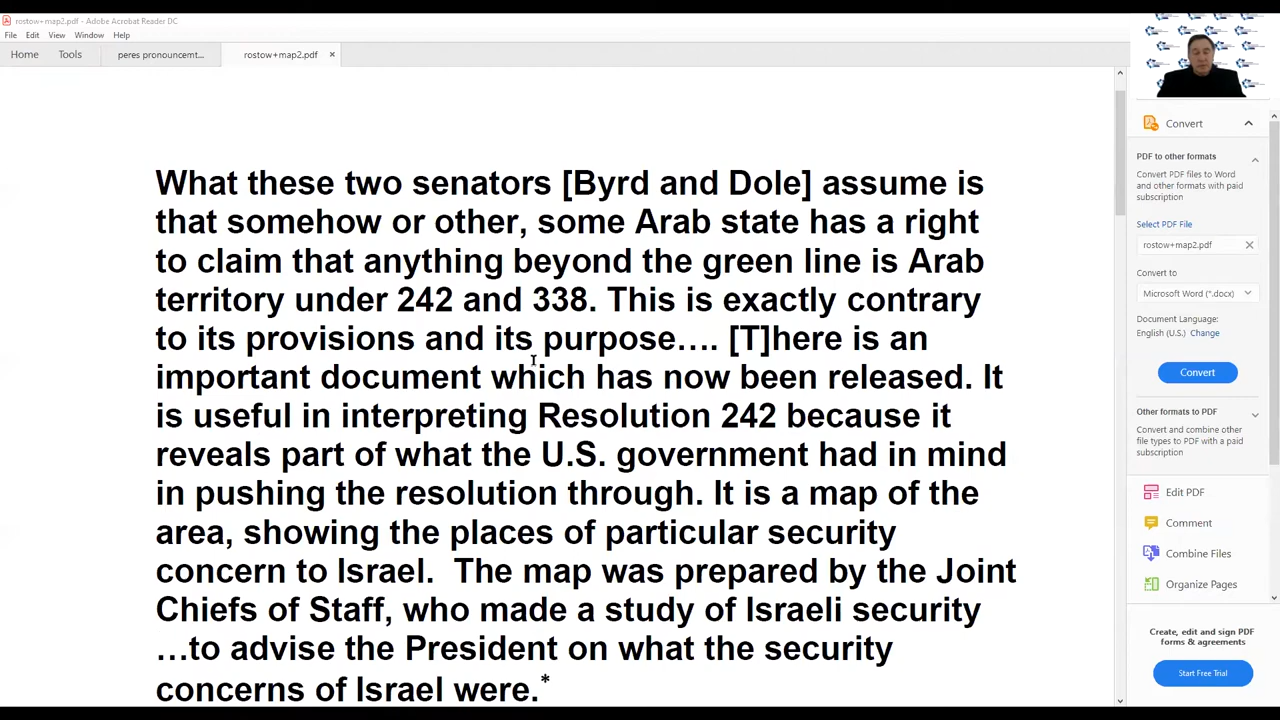 rostow+map2.pdf - Adobe Acrobat Reader DC
File Edit View Sign Window Help
Home Tools peres pronouncemt... rostow+map2.pdf ×
What these two senators [Byrd and Dole] assume is
that somehow or other, some Arab state has a right
to claim that anything beyond the green line is Arab
territory under 242 and 338. This is exactly contrary
to its provisions and its purpose…. [T]here is an
important document which has now been released. It
is useful in interpreting Resolution 242 because it
reveals part of what the U.S. government had in mind
in pushing the resolution through. It is a map of the
area, showing the places of particular security
concern to Israel.  The map was prepared by the Joint
Chiefs of Staff, who made a study of Israeli security
…to advise the President on what the security
concerns of Israel were.*
Convert
PDF to other formats
Convert PDF files to Word
and other formats with paid
subscription
Select PDF File
rostow+map2.pdf
Convert to
Microsoft Word (*.docx)
Document Language:
English (U.S.) Change
Convert
Other formats to PDF
Convert and combine other
file types to PDF with a paid
subscription
Edit PDF
Comment
Combine Files
Organize Pages
Create, edit and sign PDF
forms & agreements
Start Free Trial